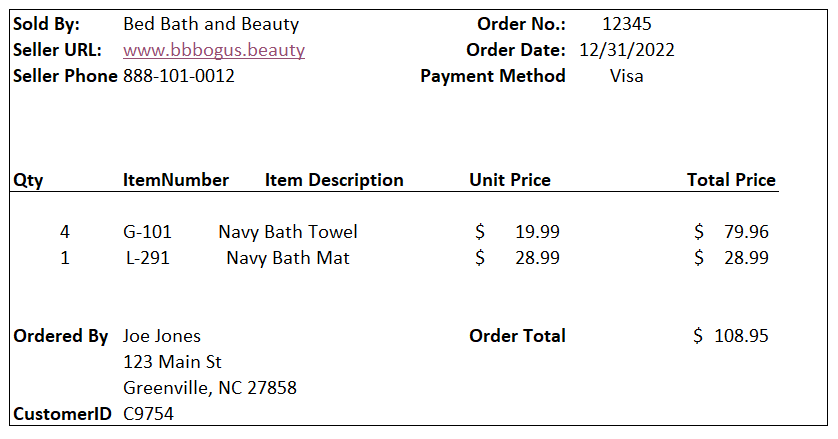 Sold By: Bed Bath and Beauty Order No.: 12345
Seller URL: www.bbbogus.beauty Order Date: 12/31/2022
Seller Phone 888-101-0012 Payment Method Visa
Qty ItemNumber Item Description Unit Price Total Price
4 G-101 Navy Bath Towel $ 19.99 $ 79.96
1 L-291 Navy Bath Mat $ 28.99 $ 28.99
Ordered By Joe Jones Order Total $ 108.95
123 Main St
Greenville, NC 27858
CustomerID C9754